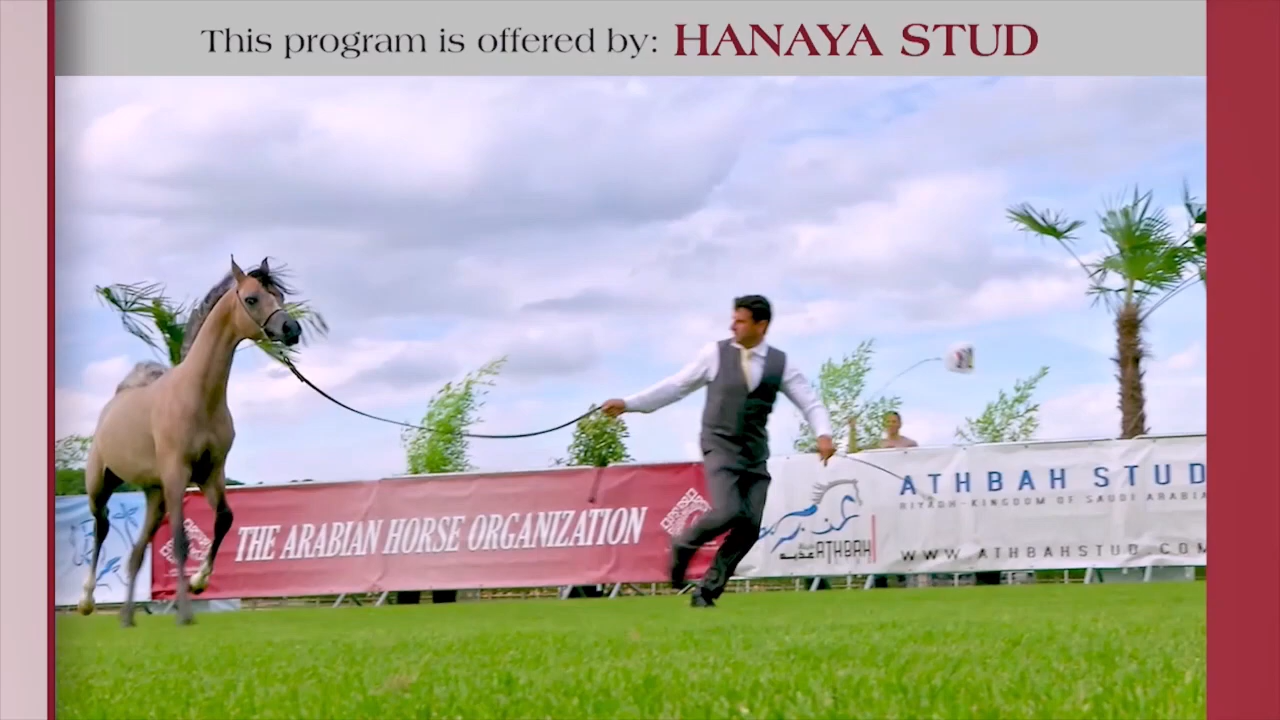 This program is offered by: HANAYA STUD
THE ARABIAN HORSE ORGANIZATION
ATHBAH STUD
RIYADH - KINGDOM OF SAUDI ARABIA
عذبه
ATHBAH
WWW.ATHBAHSTUD.COM